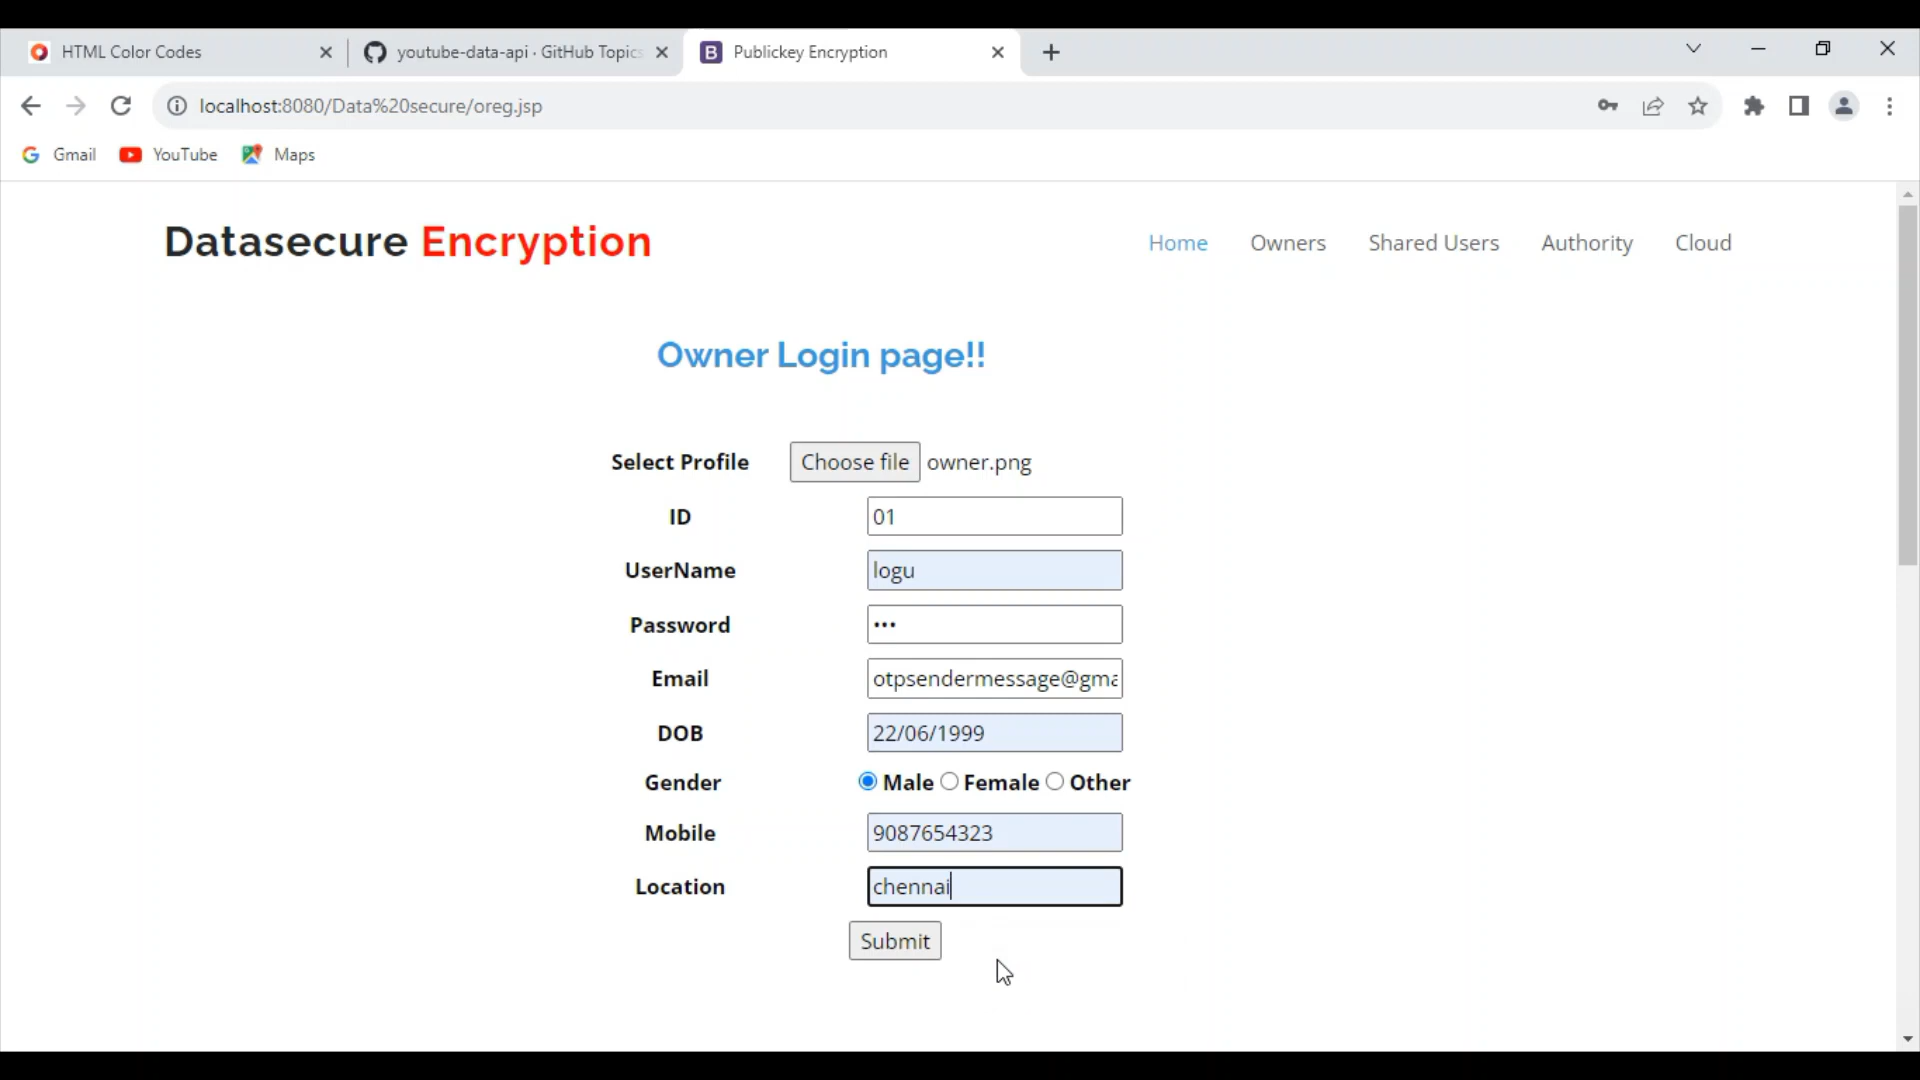 HTML Color Codes
youtube-data-api · GitHub Topics
Publickey Encryption
localhost:8080/Data%20secure/oreg.jsp
Gmail YouTube Maps
Datasecure Encryption
Home Owners Shared Users Authority Cloud
Owner Login page!!
Select Profile Choose file owner.png
ID 01
UserName logu
Password •••
Email otpsendermessage@gma
DOB 22/06/1999
Gender Male Female Other
Mobile 9087654323
Location chennai
Submit